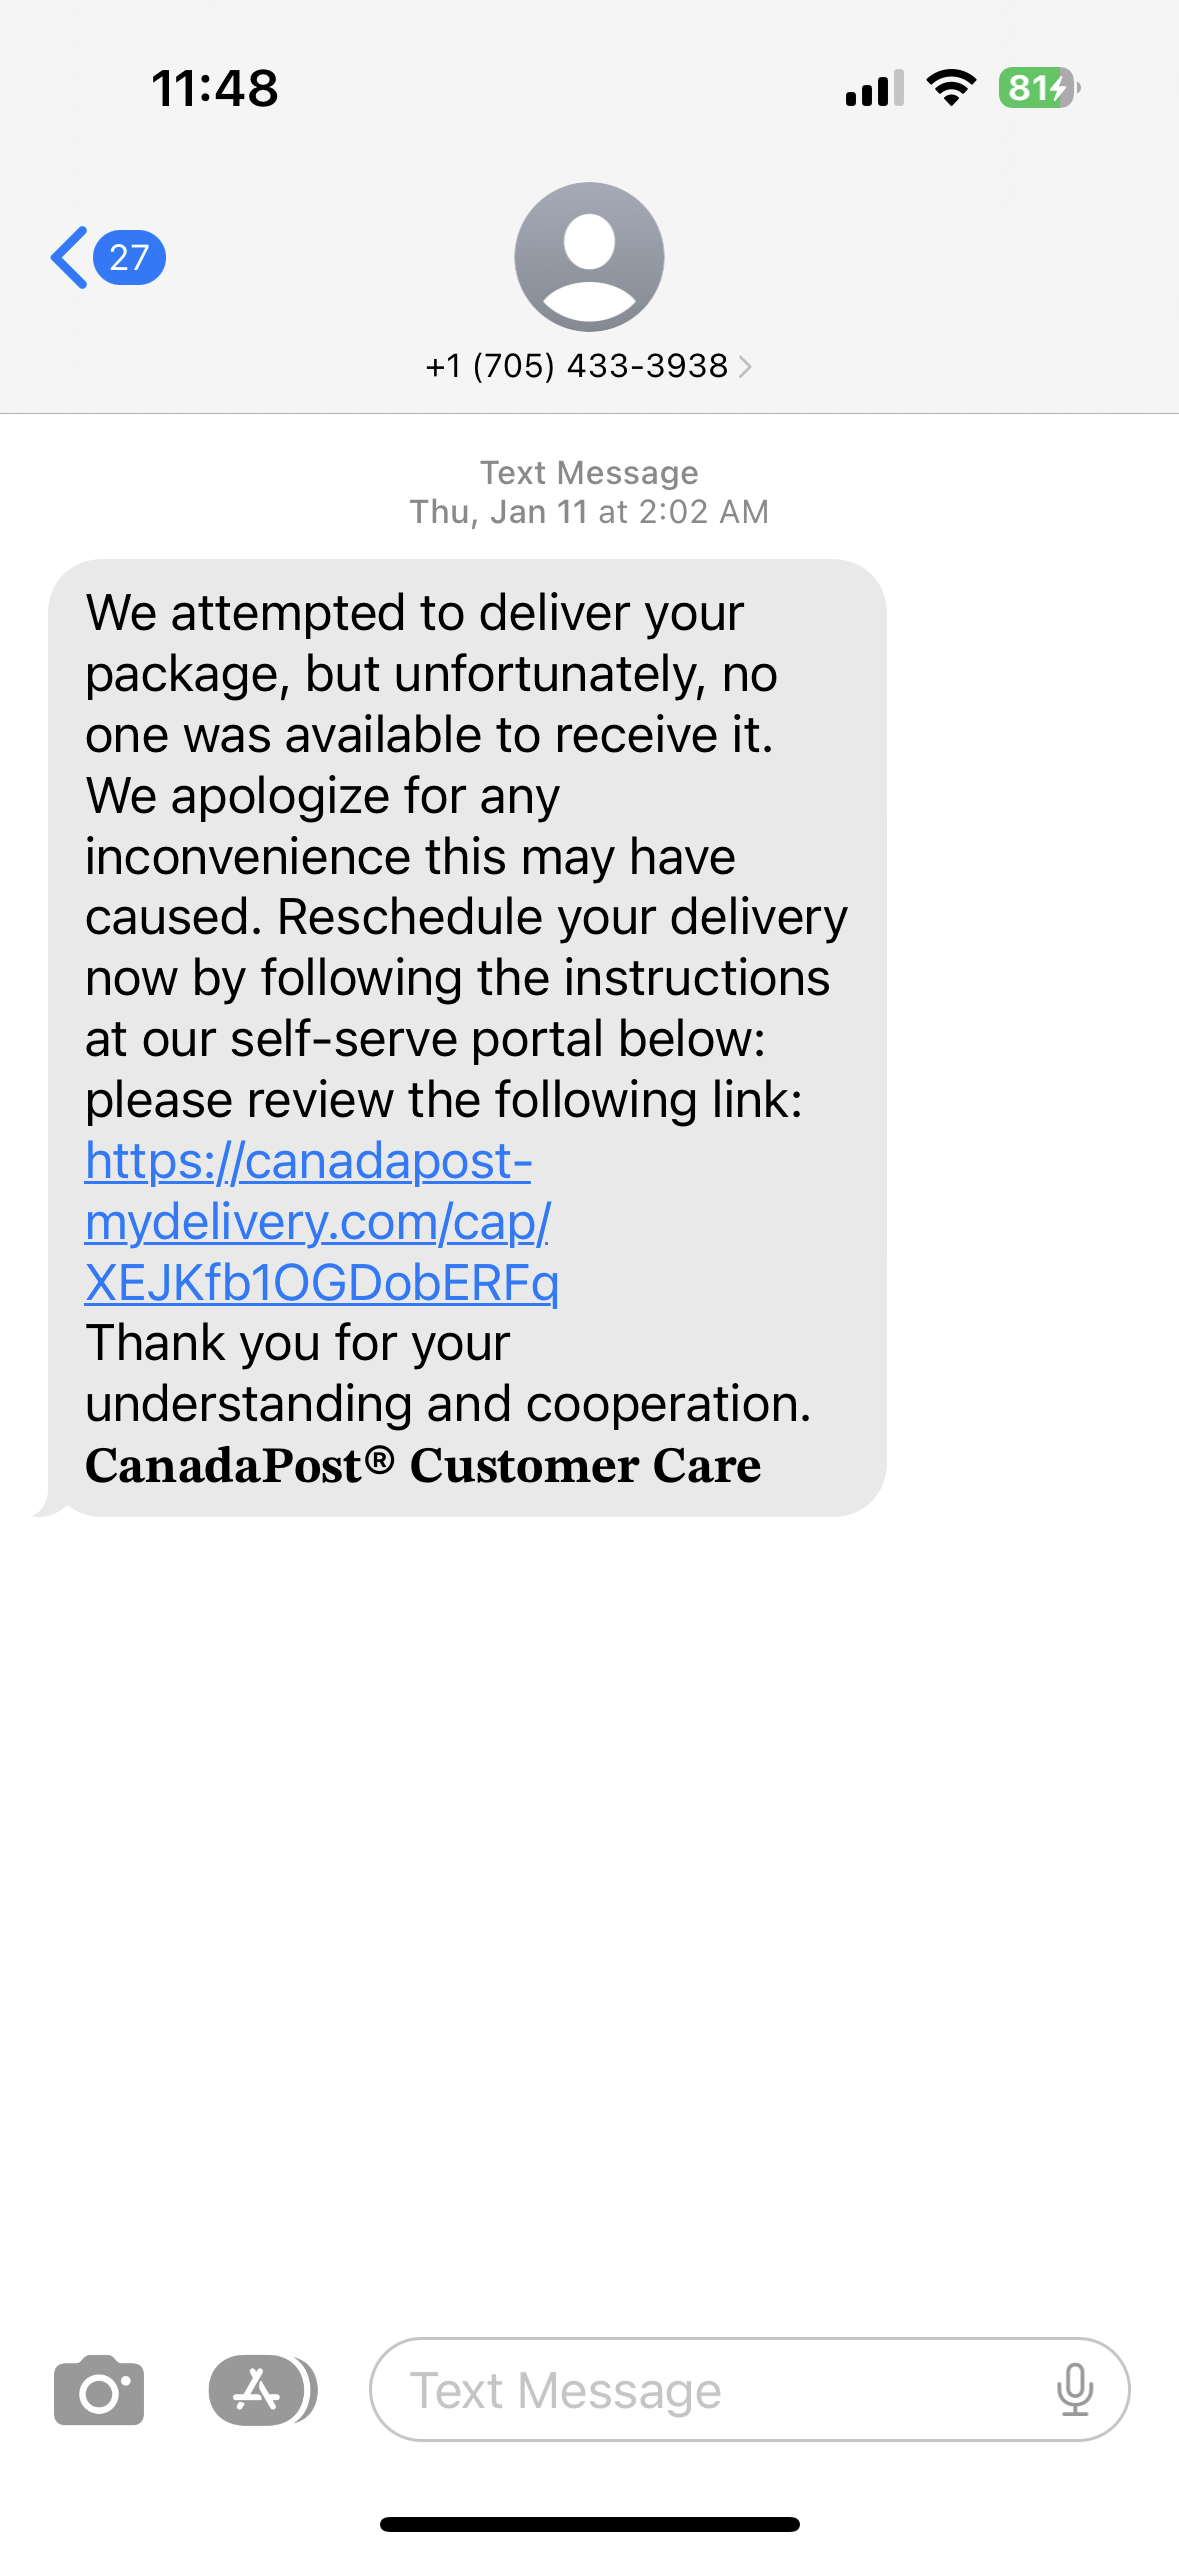 11:48
81
27
+1 (705) 433-3938
Text Message
Thu, Jan 11 at 2:02 AM
We attempted to deliver your
package, but unfortunately, no
one was available to receive it.
We apologize for any
inconvenience this may have
caused. Reschedule your delivery
now by following the instructions
at our self-serve portal below:
please review the following link:
https://canadapost-
mydelivery.com/cap/
XEJKfb1OGDobERFq
Thank you for your
understanding and cooperation.
𝐂𝐚𝐧𝐚𝐝𝐚𝐏𝐨𝐬𝐭® 𝐂𝐮𝐬𝐭𝐨𝐦𝐞𝐫 𝐂𝐚𝐫𝐞
Text Message